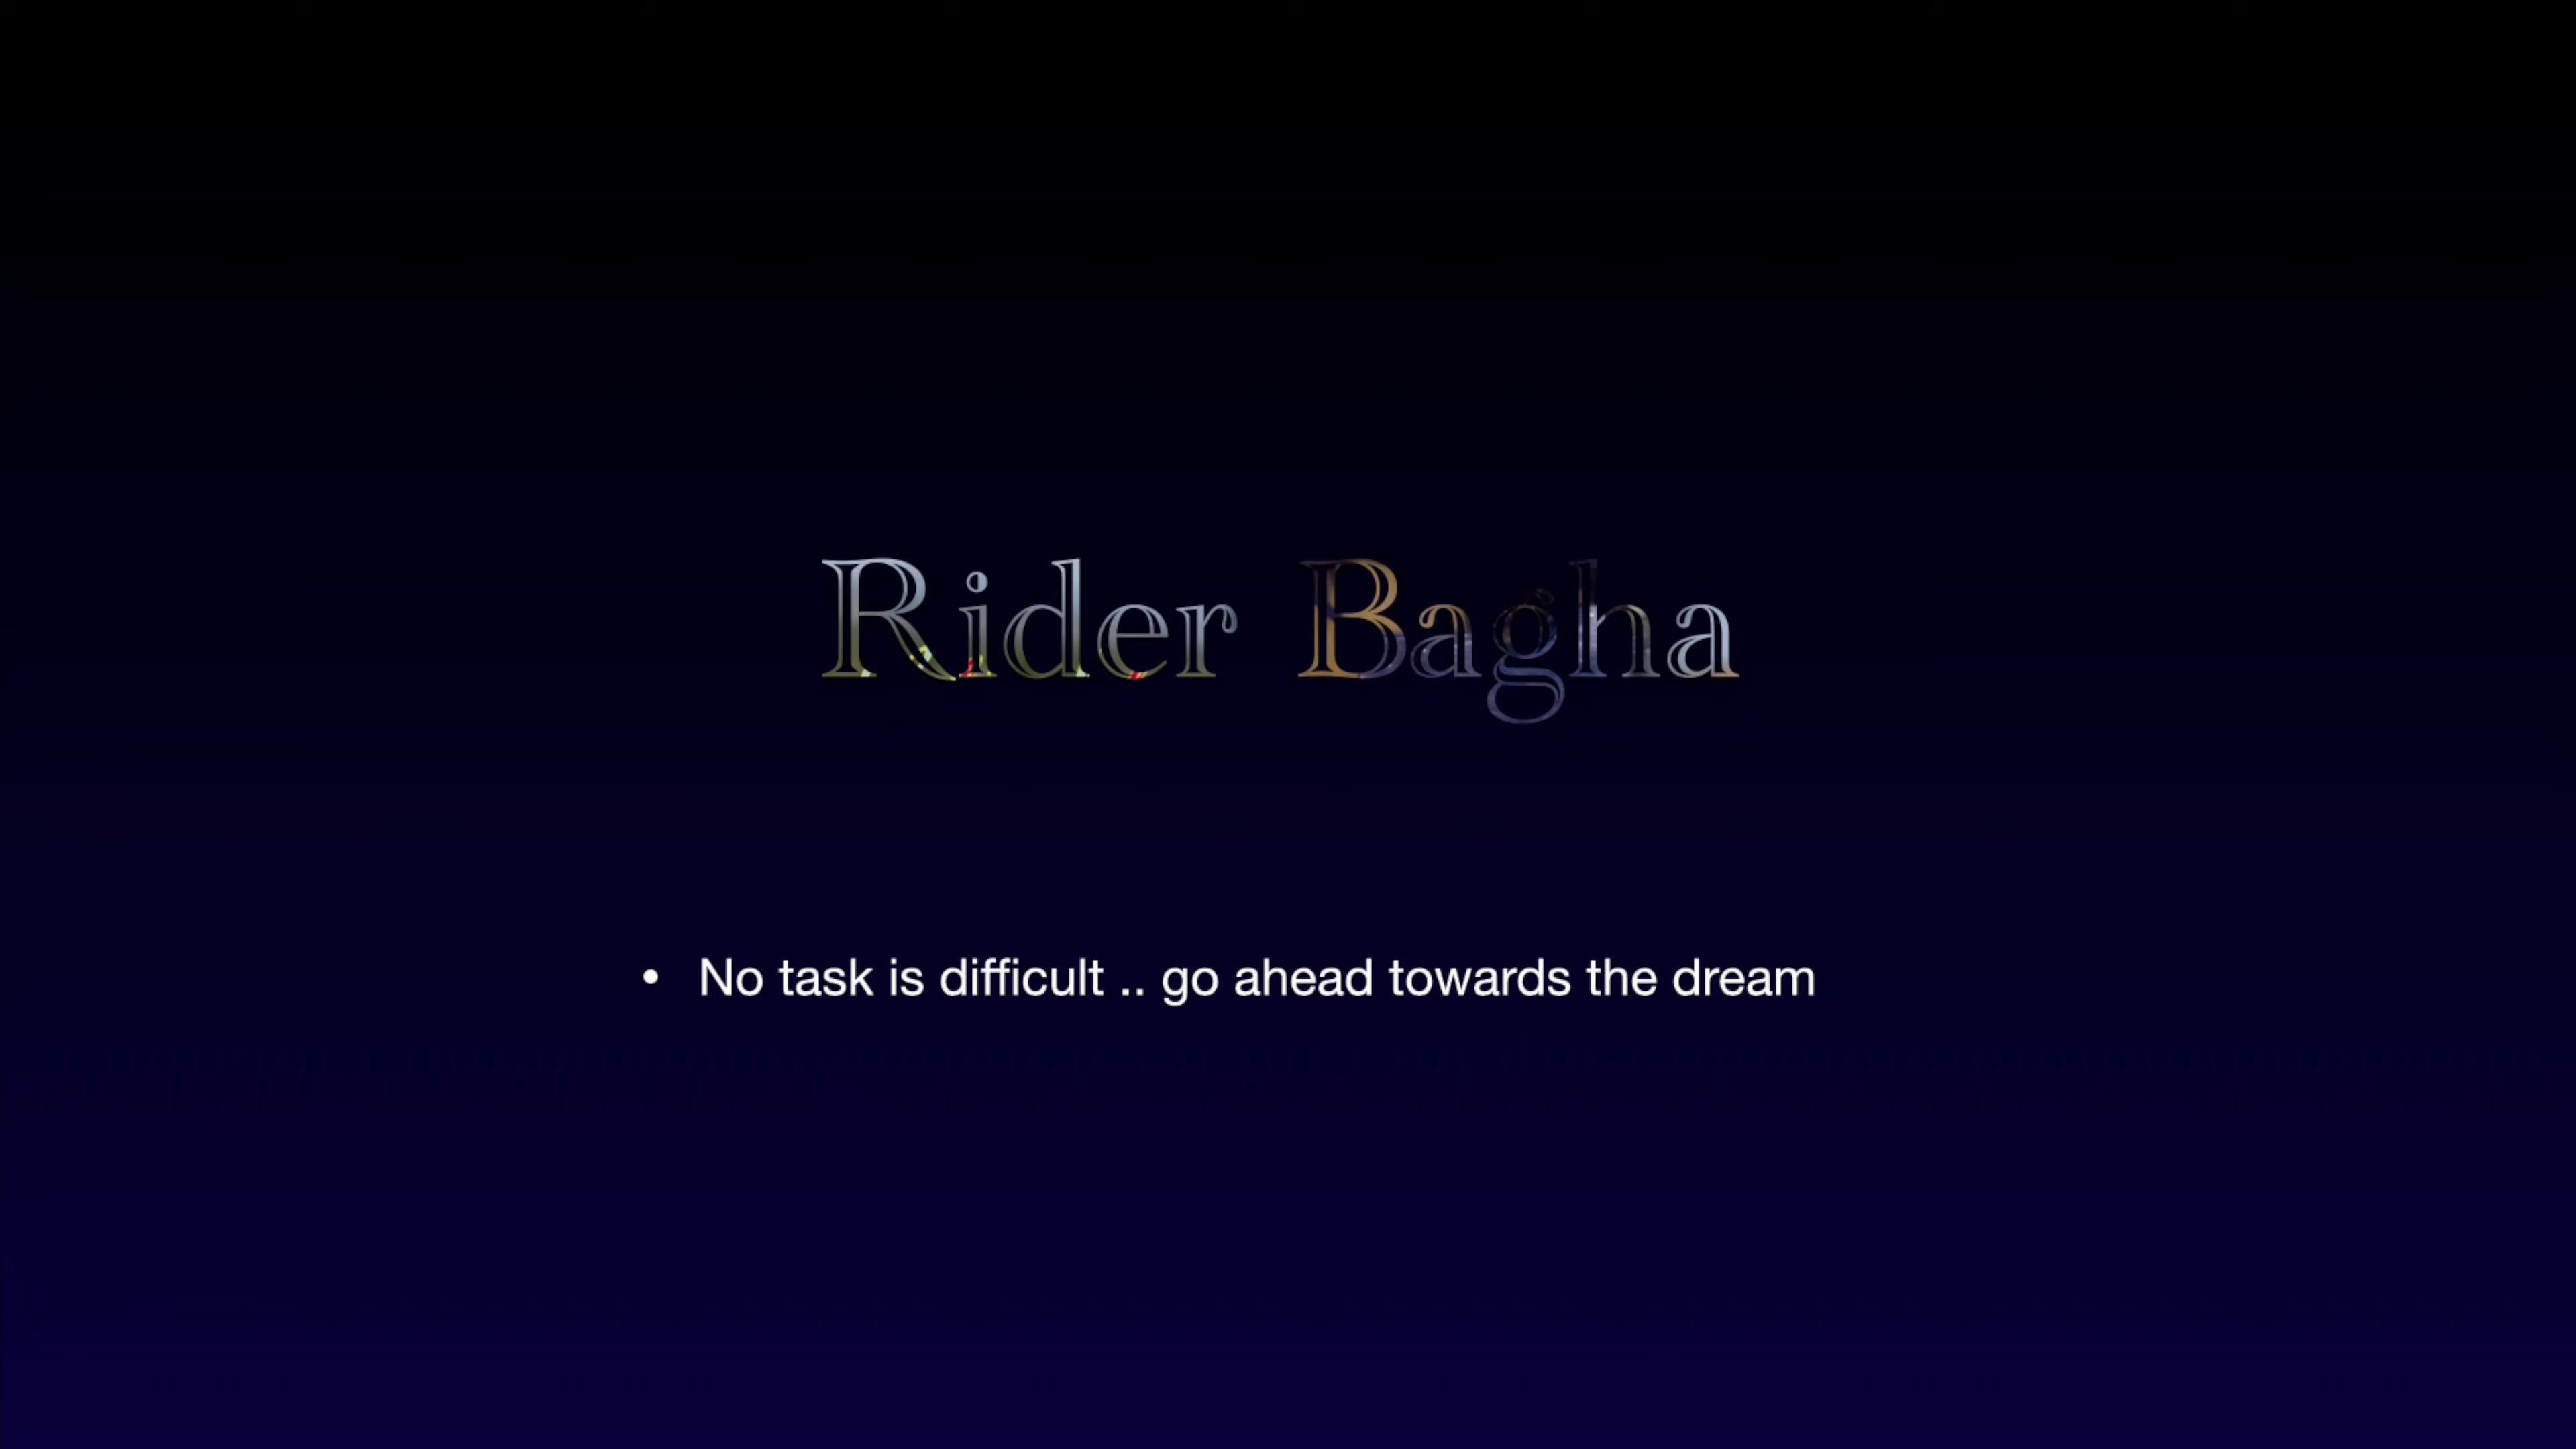 Rider Bagha
• No task is difficult .. go ahead towards the dream